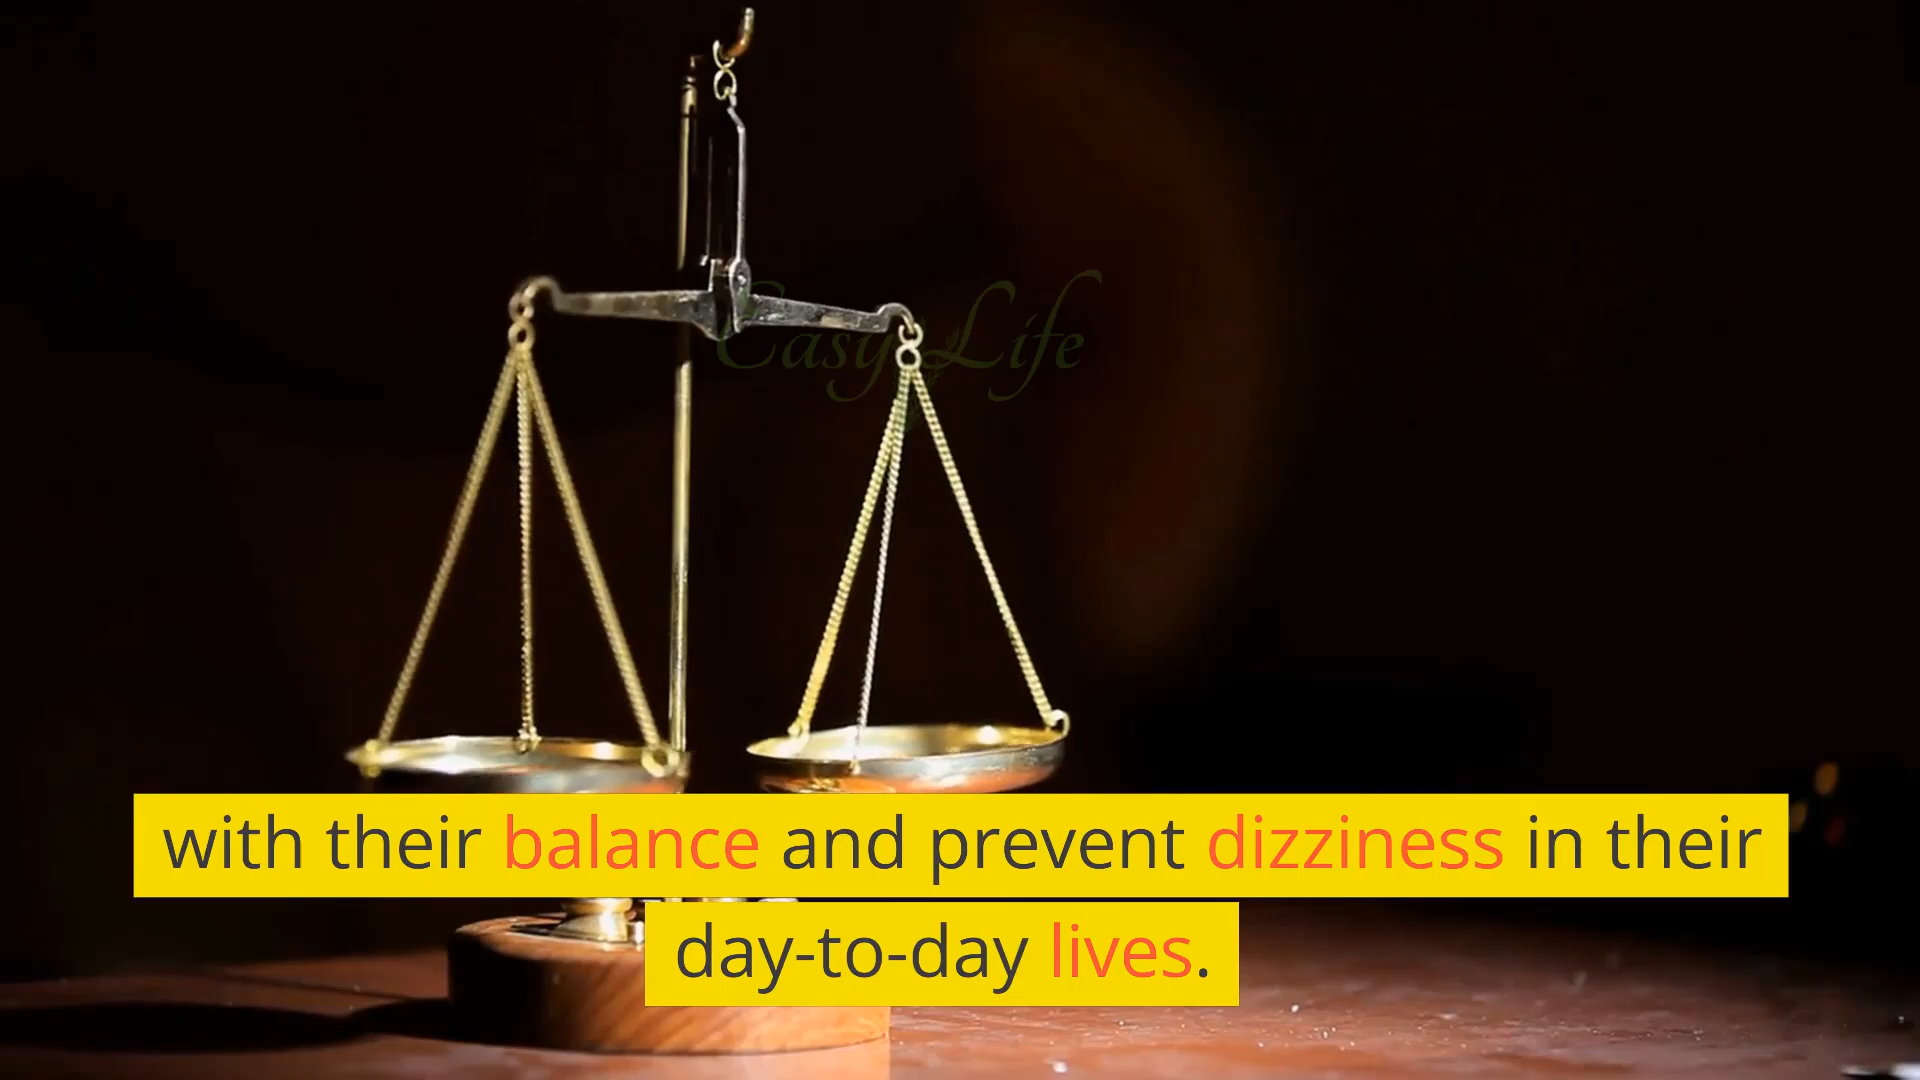 Easy Life
with their balance and prevent dizziness in their
day-to-day lives.